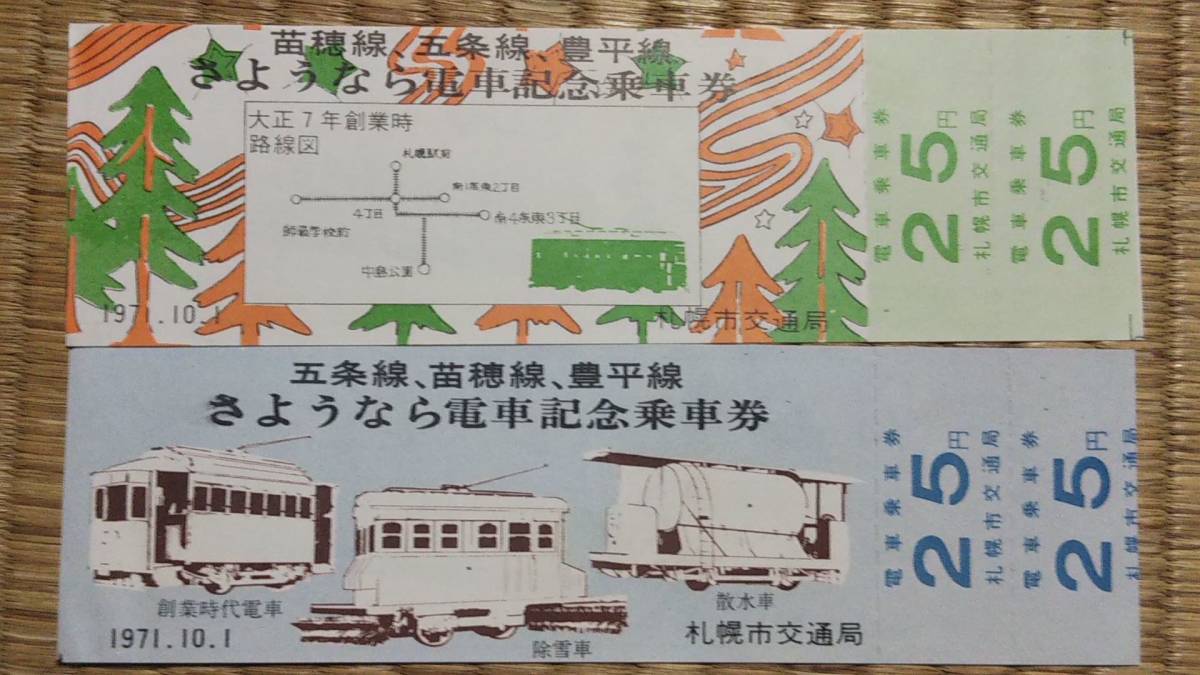 苗穂線、五条線、豊平線
さようなら電車記念乗車券
大正7年創業時
路線図
札幌駅前
南1条東2丁目
4丁目
南4条東3丁目
師範学校前
中島公園
1971.10.1
札幌市交通局
電車乗車券
25円
札幌市交通局
電車乗車券
25円
札幌市交通局
五条線、苗穂線、豊平線
さようなら電車記念乗車券
創業時代電車
散水車
除雪車
1971.10.1
札幌市交通局
電車乗車券
25円
札幌市交通局
電車乗車券
25円
札幌市交通局